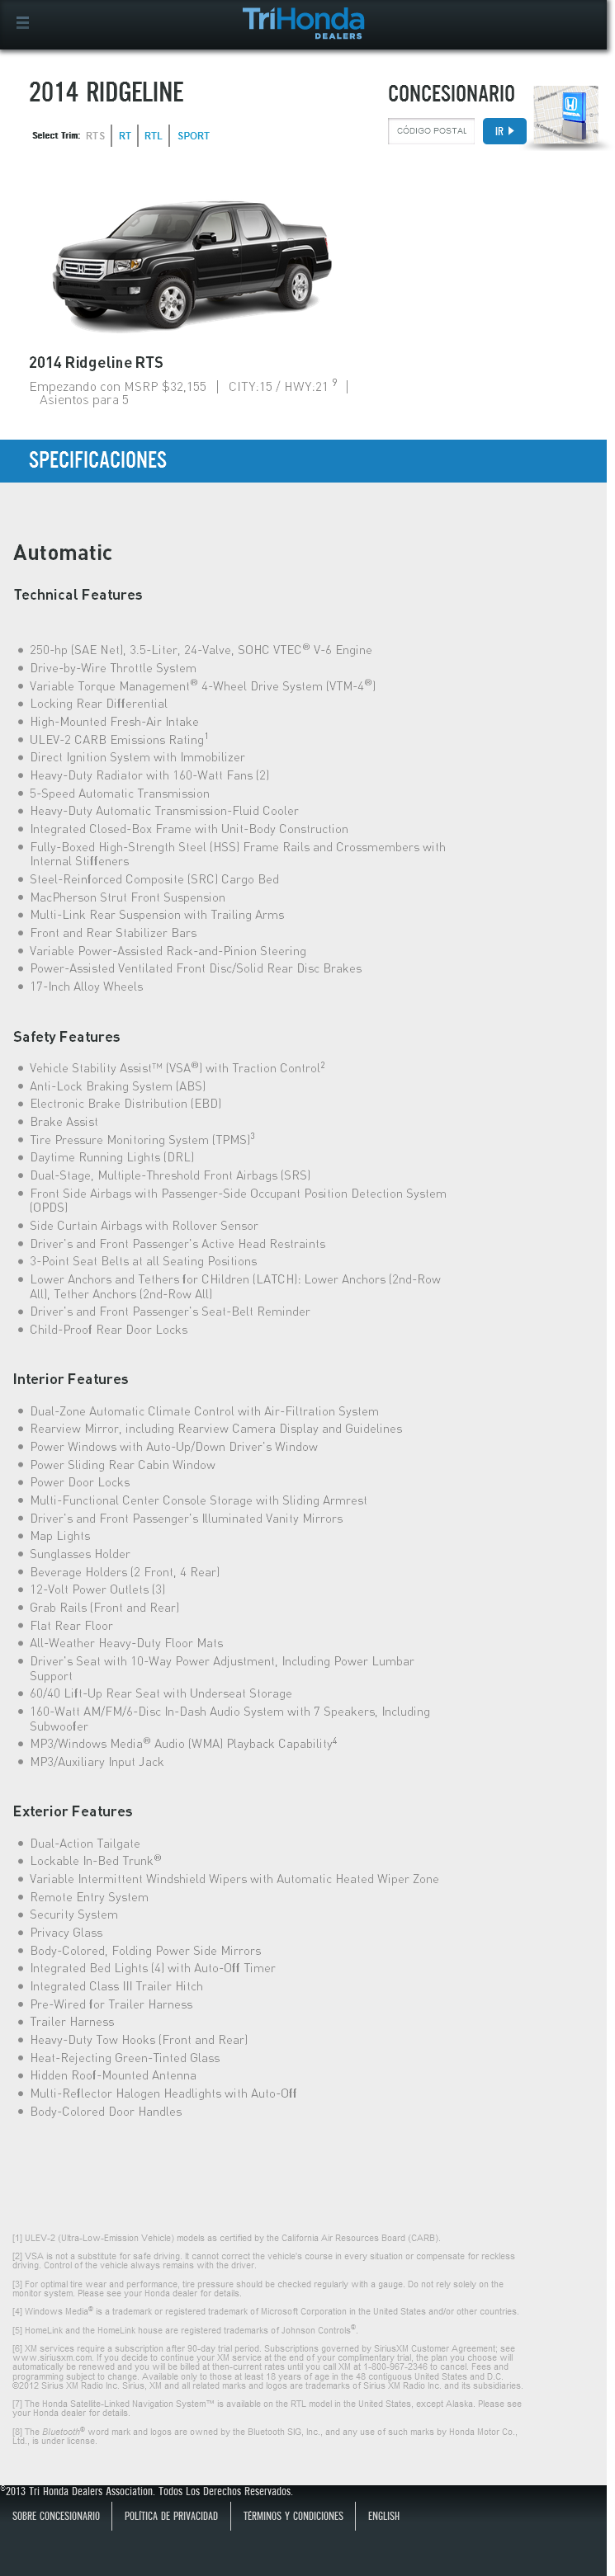 TriHonda
DEALERS
2014 RIDGELINE
CONCESIONARIO
Select Trim: RTS | RT | RTL | SPORT
CÓDIGO POSTAL
IR
2014 Ridgeline RTS
Empezando con MSRP $32,155 | CITY.15 / HWY.21 9 |
Asientos para 5
SPECIFICACIONES
Automatic
Technical Features
250-hp (SAE Net), 3.5-Liter, 24-Valve, SOHC VTEC® V-6 Engine
Drive-by-Wire Throttle System
Variable Torque Management® 4-Wheel Drive System (VTM-4®)
Locking Rear Differential
High-Mounted Fresh-Air Intake
ULEV-2 CARB Emissions Rating1
Direct Ignition System with Immobilizer
Heavy-Duty Radiator with 160-Watt Fans (2)
5-Speed Automatic Transmission
Heavy-Duty Automatic Transmission-Fluid Cooler
Integrated Closed-Box Frame with Unit-Body Construction
Fully-Boxed High-Strength Steel (HSS) Frame Rails and Crossmembers with
Internal Stiffeners
Steel-Reinforced Composite (SRC) Cargo Bed
MacPherson Strut Front Suspension
Multi-Link Rear Suspension with Trailing Arms
Front and Rear Stabilizer Bars
Variable Power-Assisted Rack-and-Pinion Steering
Power-Assisted Ventilated Front Disc/Solid Rear Disc Brakes
17-Inch Alloy Wheels
Safety Features
Vehicle Stability Assist™ (VSA®) with Traction Control2
Anti-Lock Braking System (ABS)
Electronic Brake Distribution (EBD)
Brake Assist
Tire Pressure Monitoring System (TPMS)3
Daytime Running Lights (DRL)
Dual-Stage, Multiple-Threshold Front Airbags (SRS)
Front Side Airbags with Passenger-Side Occupant Position Detection System
(OPDS)
Side Curtain Airbags with Rollover Sensor
Driver's and Front Passenger's Active Head Restraints
3-Point Seat Belts at all Seating Positions
Lower Anchors and Tethers for CHildren (LATCH): Lower Anchors (2nd-Row
All), Tether Anchors (2nd-Row All)
Driver's and Front Passenger's Seat-Belt Reminder
Child-Proof Rear Door Locks
Interior Features
Dual-Zone Automatic Climate Control with Air-Filtration System
Rearview Mirror, including Rearview Camera Display and Guidelines
Power Windows with Auto-Up/Down Driver's Window
Power Sliding Rear Cabin Window
Power Door Locks
Multi-Functional Center Console Storage with Sliding Armrest
Driver's and Front Passenger's Illuminated Vanity Mirrors
Map Lights
Sunglasses Holder
Beverage Holders (2 Front, 4 Rear)
12-Volt Power Outlets (3)
Grab Rails (Front and Rear)
Flat Rear Floor
All-Weather Heavy-Duty Floor Mats
Driver's Seat with 10-Way Power Adjustment, Including Power Lumbar
Support
60/40 Lift-Up Rear Seat with Underseat Storage
160-Watt AM/FM/6-Disc In-Dash Audio System with 7 Speakers, Including
Subwoofer
MP3/Windows Media® Audio (WMA) Playback Capability4
MP3/Auxiliary Input Jack
Exterior Features
Dual-Action Tailgate
Lockable In-Bed Trunk®
Variable Intermittent Windshield Wipers with Automatic Heated Wiper Zone
Remote Entry System
Security System
Privacy Glass
Body-Colored, Folding Power Side Mirrors
Integrated Bed Lights (4) with Auto-Off Timer
Integrated Class III Trailer Hitch
Pre-Wired for Trailer Harness
Trailer Harness
Heavy-Duty Tow Hooks (Front and Rear)
Heat-Rejecting Green-Tinted Glass
Hidden Roof-Mounted Antenna
Multi-Reflector Halogen Headlights with Auto-Off
Body-Colored Door Handles
[1] ULEV-2 (Ultra-Low-Emission Vehicle) models as certified by the California Air Resources Board (CARB).
[2] VSA is not a substitute for safe driving. It cannot correct the vehicle's course in every situation or compensate for reckless
driving. Control of the vehicle always remains with the driver.
[3] For optimal tire wear and performance, tire pressure should be checked regularly with a gauge. Do not rely solely on the
monitor system. Please see your Honda dealer for details.
[4] Windows Media® is a trademark or registered trademark of Microsoft Corporation in the United States and/or other countries.
[5] HomeLink and the HomeLink house are registered trademarks of Johnson Controls®
[6] XM services require a subscription after 90-day trial period. Subscriptions governed by SiriusXM Customer Agreement; see
www.siriusxm.com. If you decide to continue your XM service at the end of your complimentary trial, the plan you choose will
automatically be renewed and you will be billed at then-current rates until you call XM at 1-800-967-2346 to cancel. Fees and
programming subject to change. Available only to those at least 18 years of age in the 48 contiguous United States and D.C.
©2012 Sirius XM Radio Inc. Sirius, XM and all related marks and logos are trademarks of Sirius XM Radio Inc. and its subsidiaries.
[7] The Honda Satellite-Linked Navigation System™ is available on the RTL model in the United States, except Alaska. Please see
your Honda dealer for details.
[8] The Bluetooth® word mark and logos are owned by the Bluetooth SIG, Inc., and any use of such marks by Honda Motor Co.,
Ltd., is under license.
©2013 Tri Honda Dealers Association. Todos Los Derechos Reservados.
SOBRE CONCESIONARIO | POLÍTICA DE PRIVACIDAD | TÉRMINOS Y CONDICIONES | ENGLISH